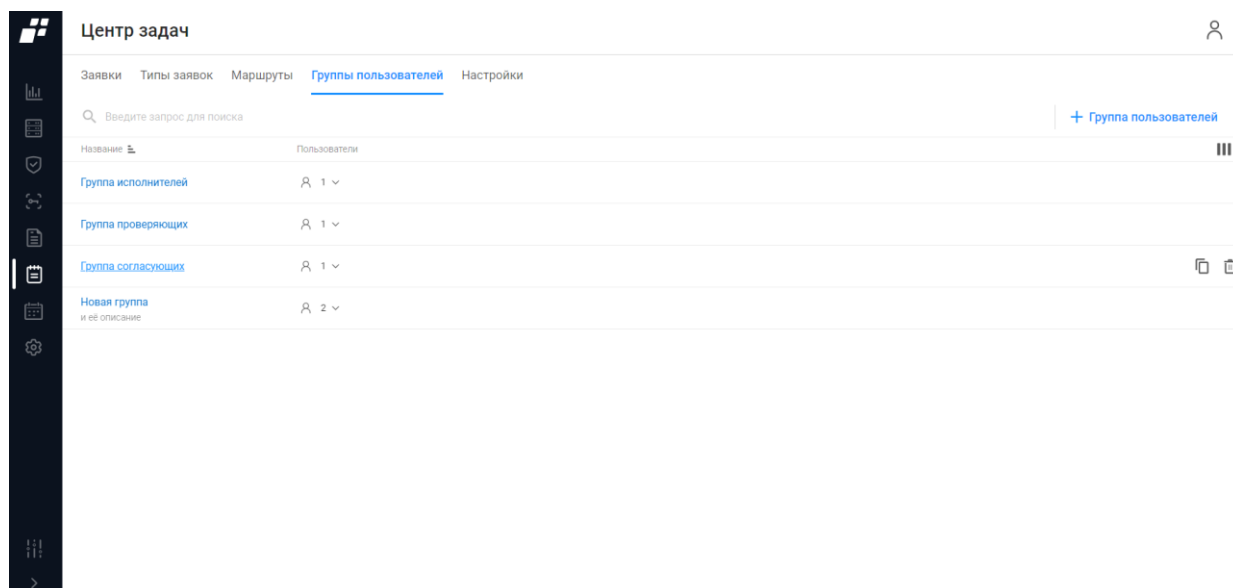 Центр задач
Заявки Типы заявок Маршруты Группы пользователей Настройки
Введите запрос для поиска
+ Группа пользователей
Название Пользователи
Группа исполнителей 1
Группа проверяющих 1
Группа согласующих 1
Новая группа 2
и её описание